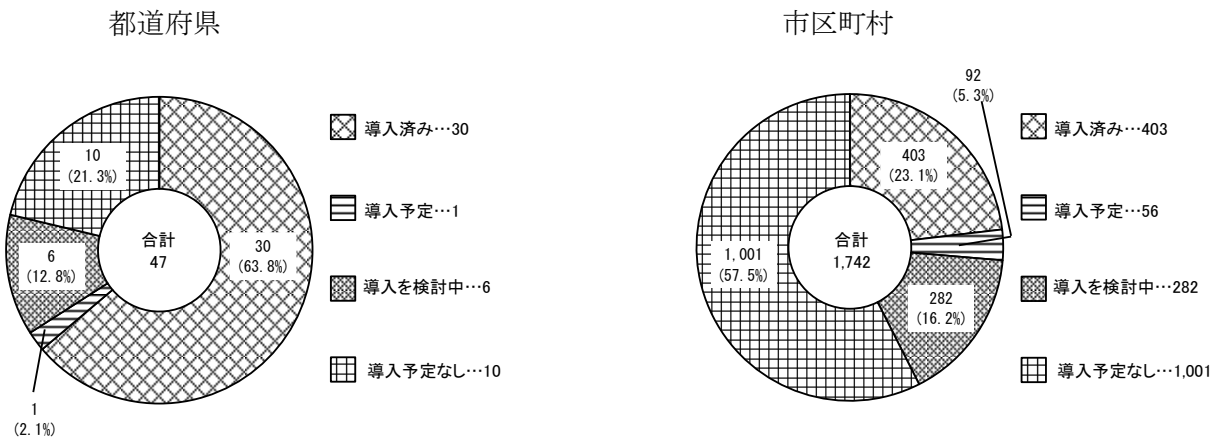 都道府県
10
(21.3%)
6
(12.8%)
1
(2.1%)
30
(63.8%)
合計
47
導入済み…30
導入予定…1
導入を検討中…6
導入予定なし…10
市区町村
92
(5.3%)
403
(23.1%)
1,001
(57.5%)
合計
1,742
282
(16.2%)
導入済み…403
導入予定…56
導入を検討中…282
導入予定なし…1,001